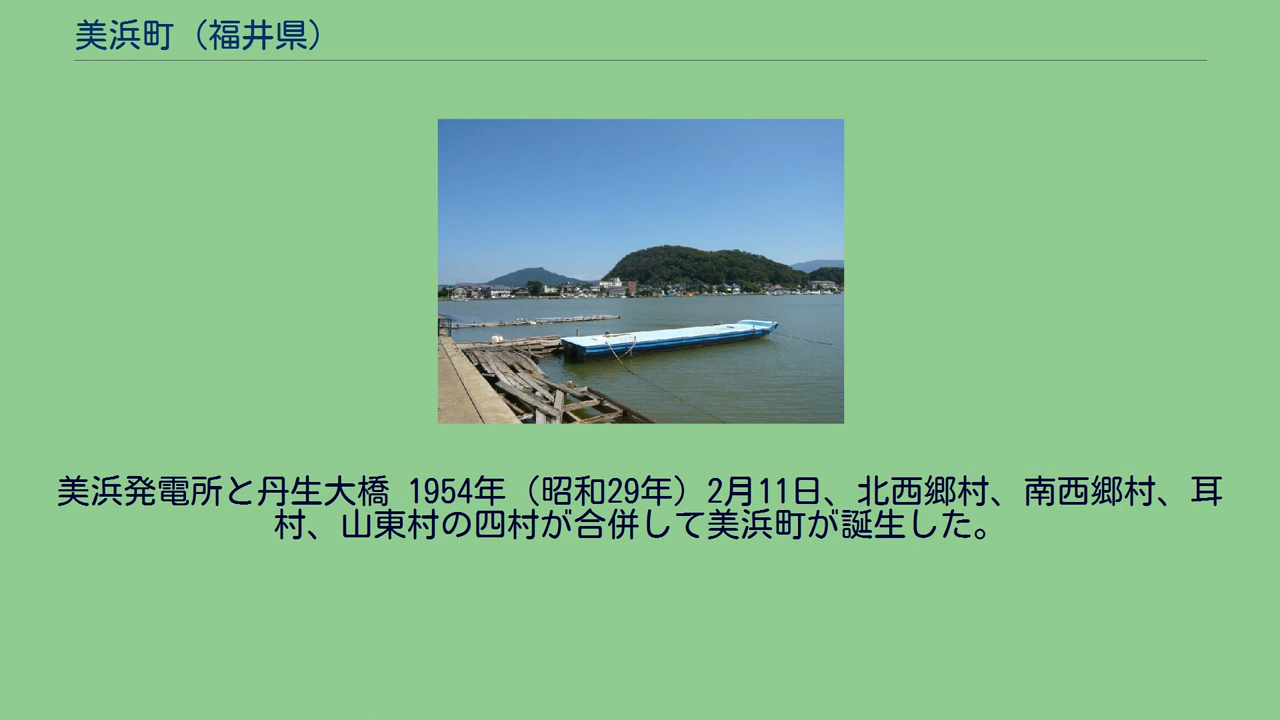 美浜町（福井県）
美浜発電所と丹生大橋 1954年（昭和29年）2月11日、北西郷村、南西郷村、耳
村、山東村の四村が合併して美浜町が誕生した。